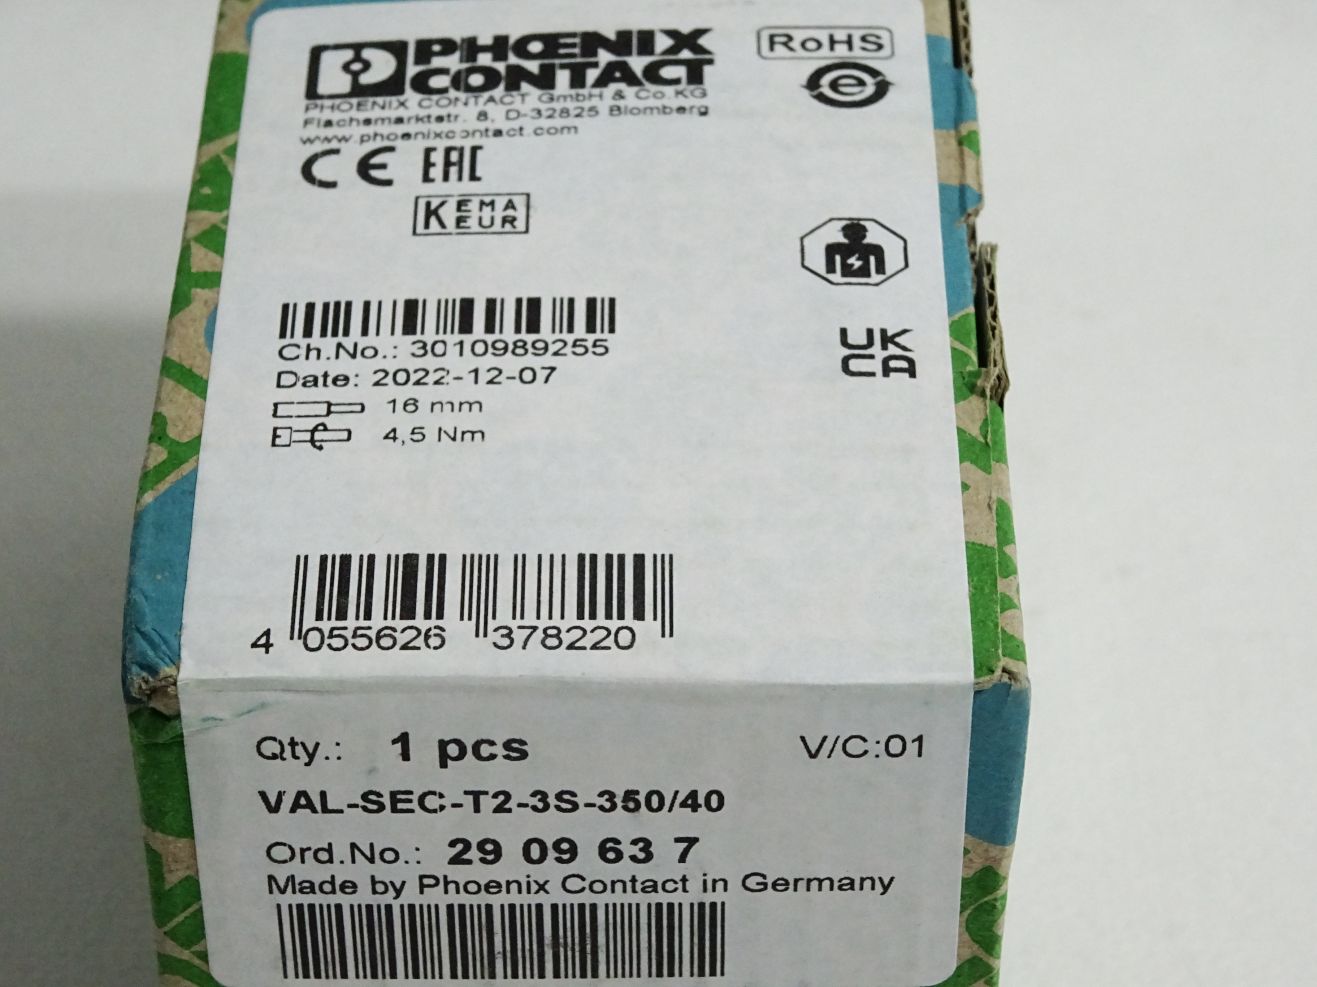 PHŒNIX
CONTACT
RoHS
e
PHOENIX CONTACT GmbH & Co.KG
Flachsmarktstr. 8, D-32825 Blomberg
www.phoenixcontact.com
CE EAC
KEMA
EUR
UK
CA
Ch.No.: 3010989255
Date: 2022-12-07
16 mm
4,5 Nm
4 055626 378220
Qty.: 1 pcs V/C:01
VAL-SEC-T2-3S-350/40
Ord.No.: 29 09 63 7
Made by Phoenix Contact in Germany